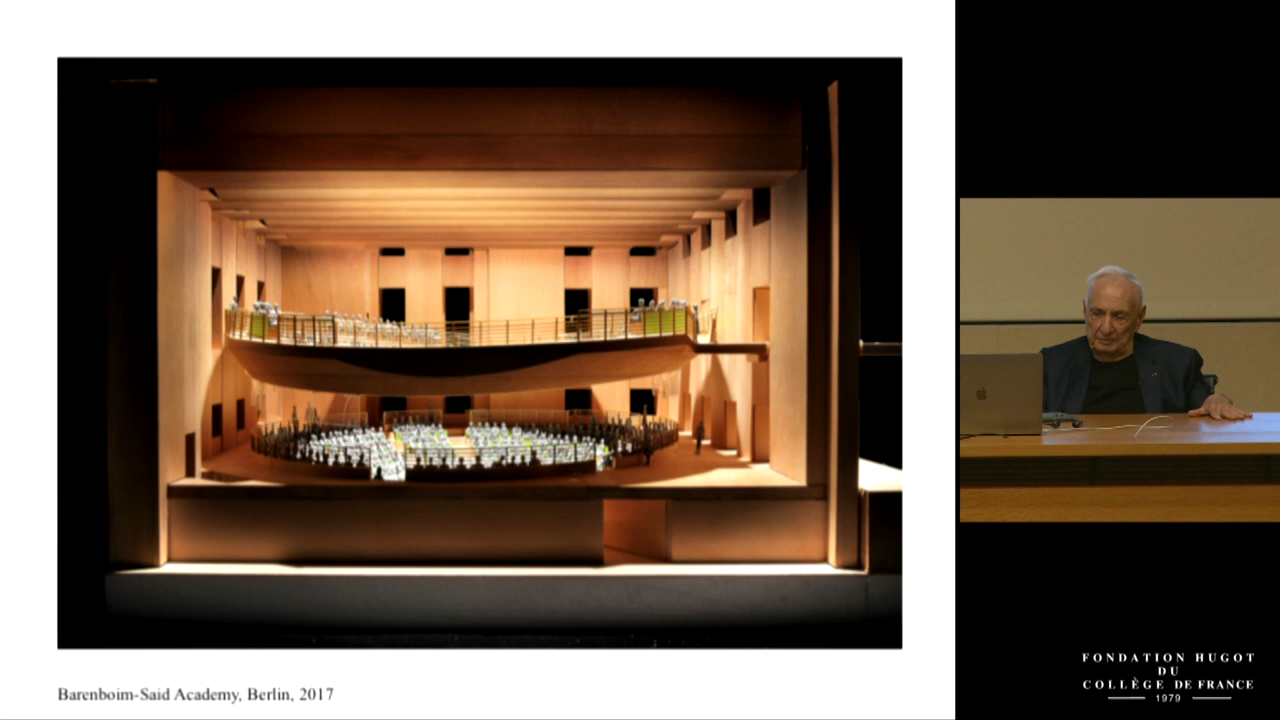 Barenboim-Said Academy, Berlin, 2017
FONDATION HUGOT
DU
COLLÈGE DE FRANCE
1979